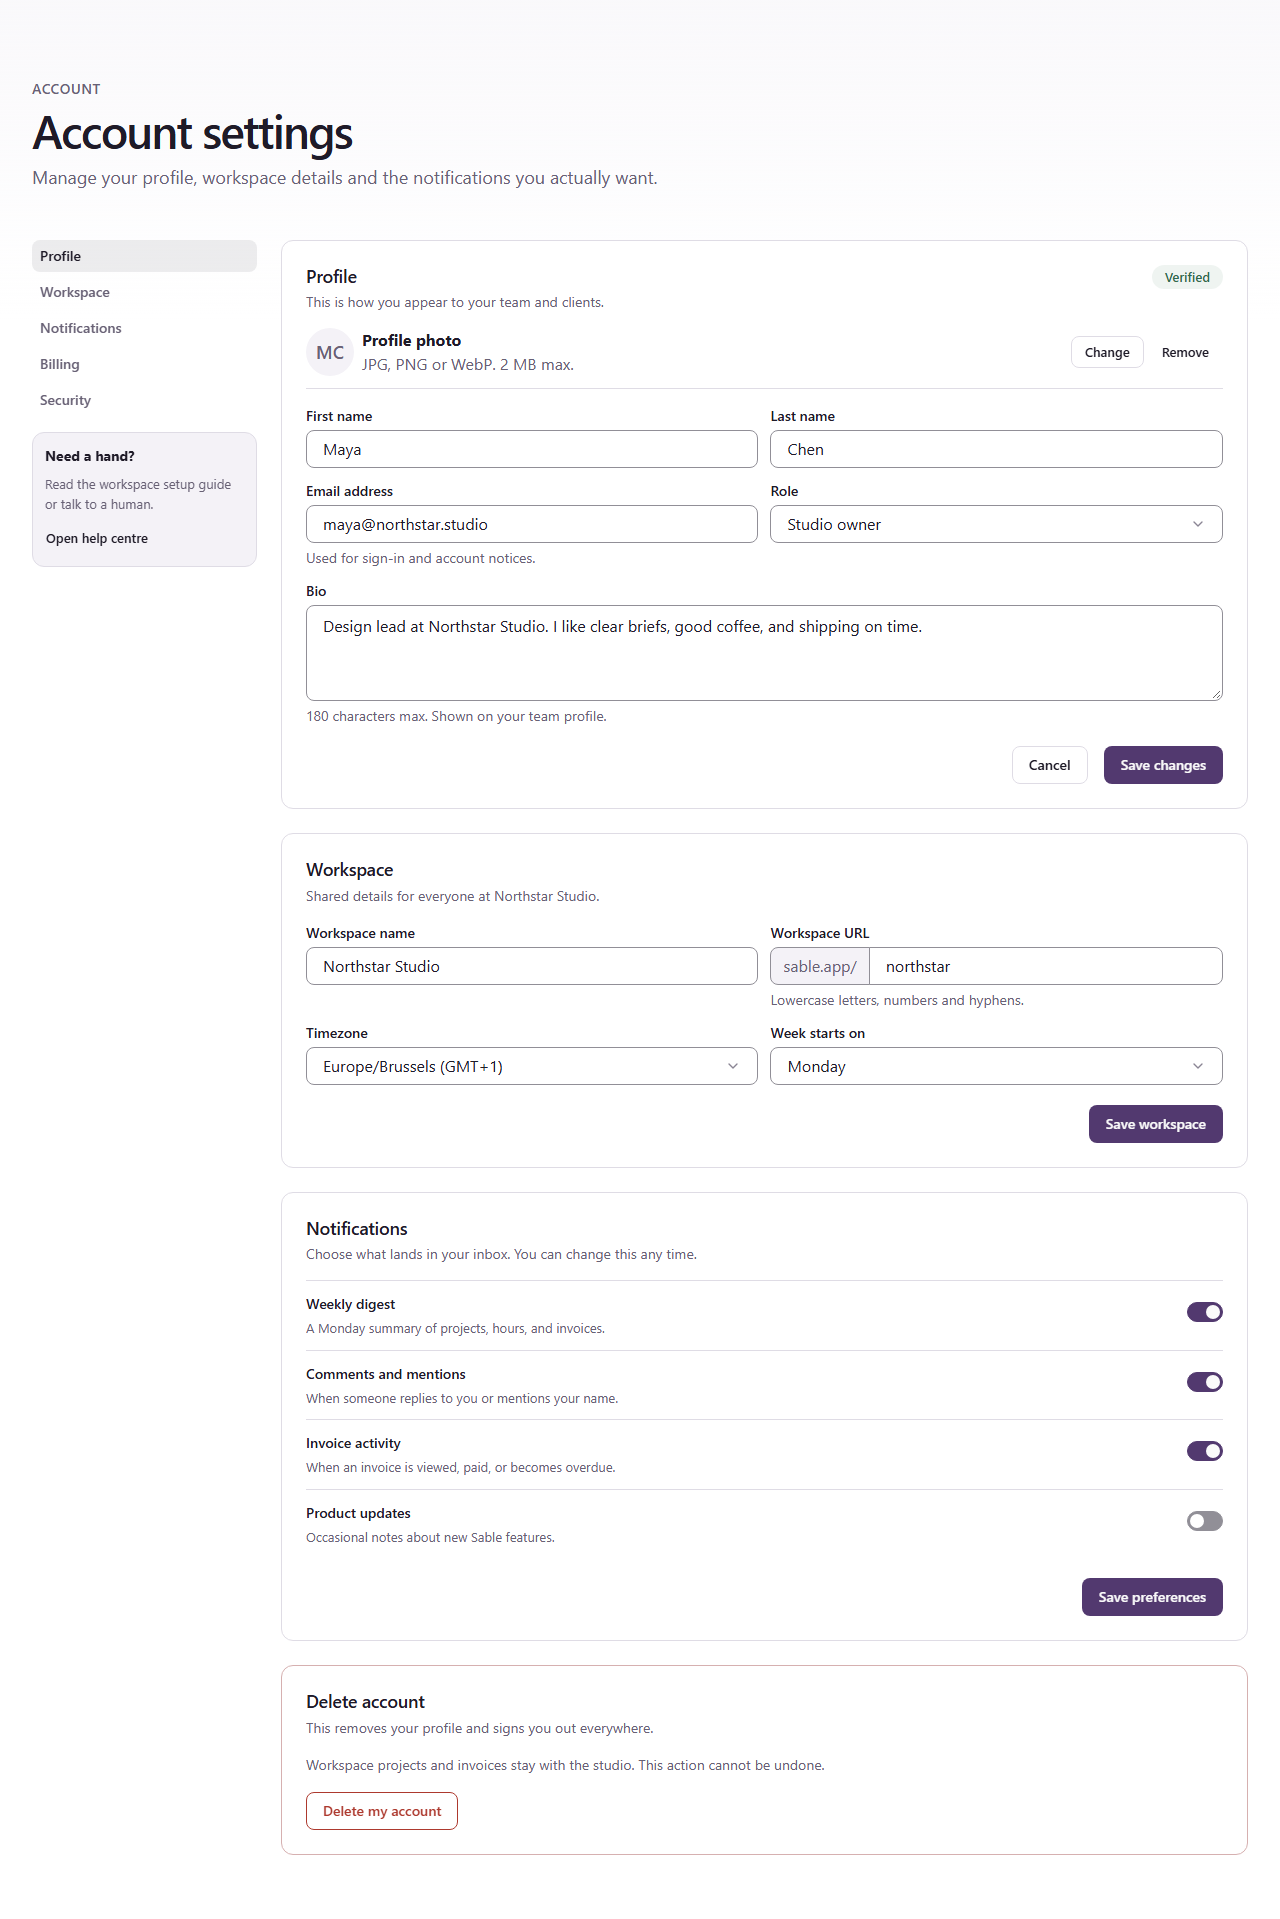 ACCOUNT
Account settings
Manage your profile, workspace details and the notifications you actually want.
Profile
Workspace
Notifications
Billing
Security
Need a hand?
Read the workspace setup guide
or talk to a human.
Open help centre
Profile
Verified
This is how you appear to your team and clients.
MC
Profile photo
JPG, PNG or WebP. 2 MB max.
Change
Remove
First name
Last name
Maya
Chen
Email address
Role
maya@northstar.studio
Studio owner
Used for sign-in and account notices.
Bio
Design lead at Northstar Studio. I like clear briefs, good coffee, and shipping on time.
180 characters max. Shown on your team profile.
Cancel
Save changes
Workspace
Shared details for everyone at Northstar Studio.
Workspace name
Workspace URL
Northstar Studio
sable.app/
northstar
Lowercase letters, numbers and hyphens.
Timezone
Week starts on
Europe/Brussels (GMT+1)
Monday
Save workspace
Notifications
Choose what lands in your inbox. You can change this any time.
Weekly digest
A Monday summary of projects, hours, and invoices.
Comments and mentions
When someone replies to you or mentions your name.
Invoice activity
When an invoice is viewed, paid, or becomes overdue.
Product updates
Occasional notes about new Sable features.
Save preferences
Delete account
This removes your profile and signs you out everywhere.
Workspace projects and invoices stay with the studio. This action cannot be undone.
Delete my account